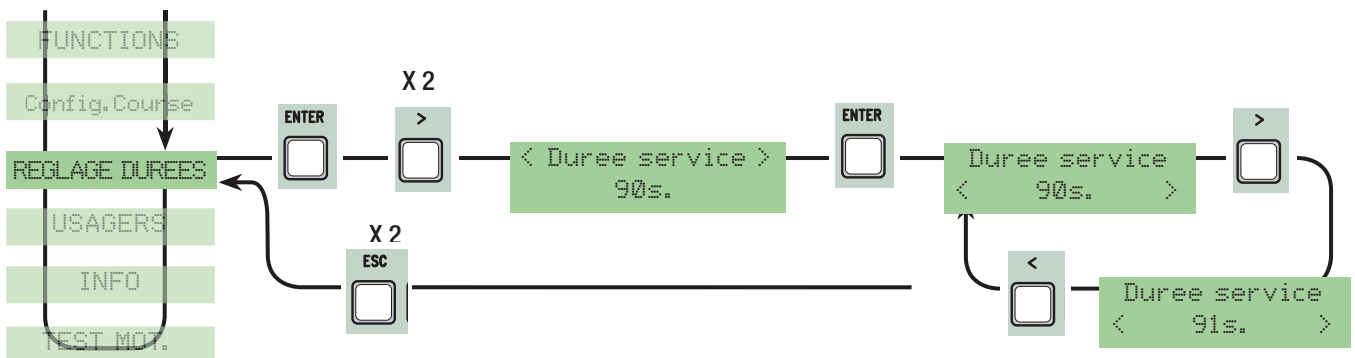 FUNCTIONS
Config.Course
REGLAGE DUREES
USAGERS
INFO
TEST MOT.
ENTER
X 2
>
< Duree service >
90s.
ENTER
Duree service
< 90s. >
>
X 2
ESC
<
Duree service
< 91s. >